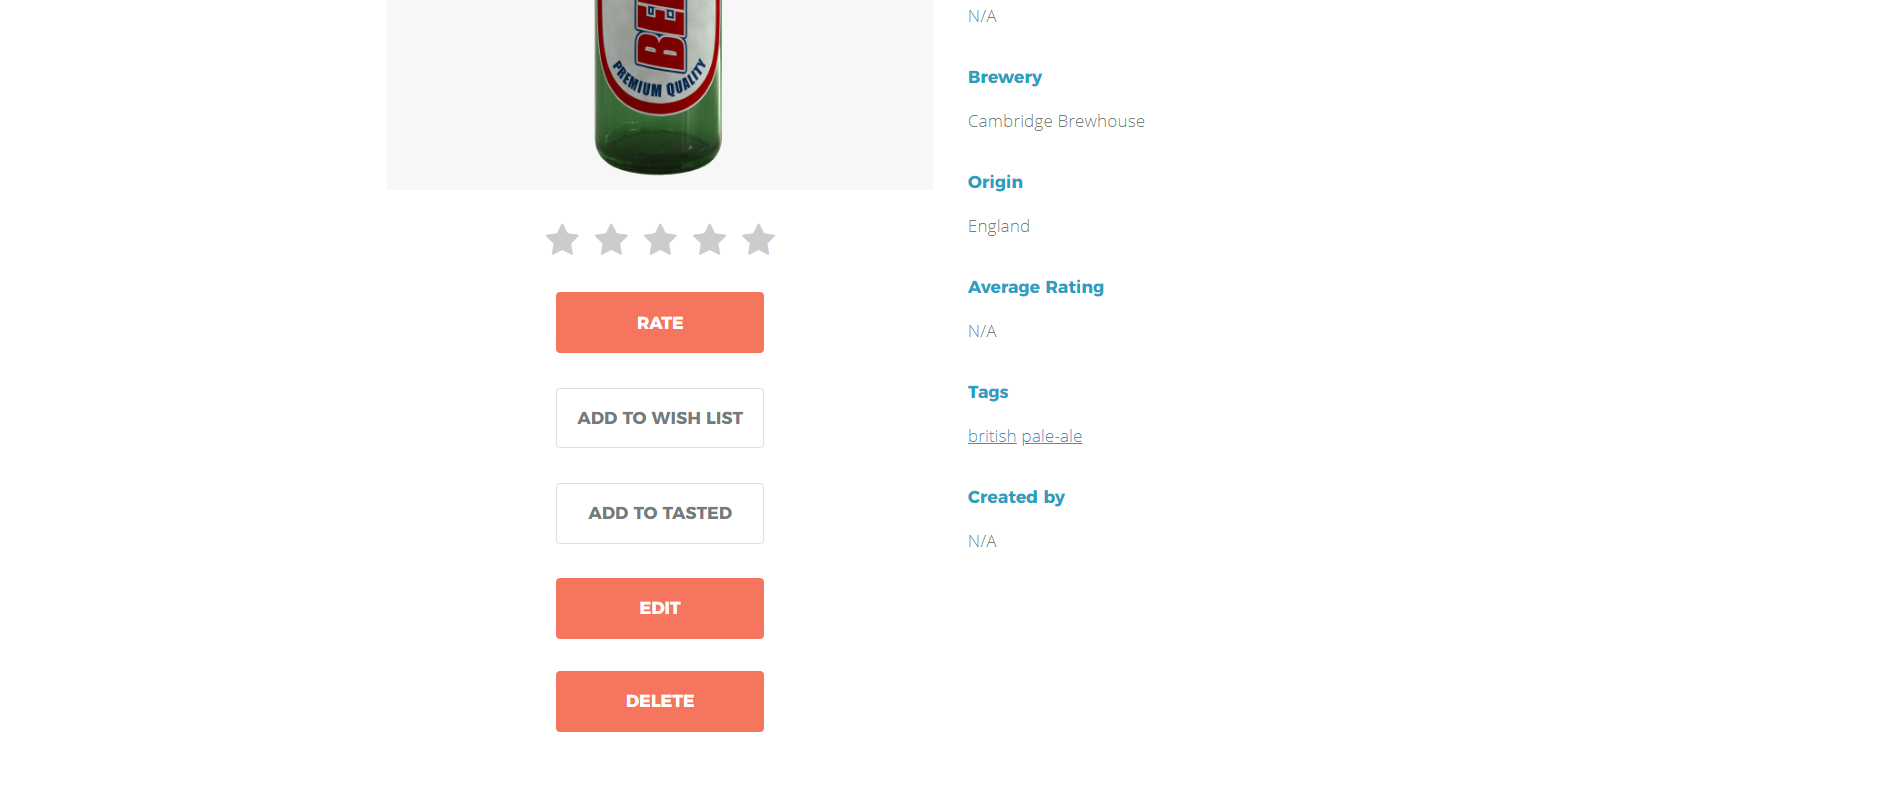 BEER
PREMIUM QUALITY
RATE
ADD TO WISH LIST
ADD TO TASTED
EDIT
DELETE
N/A
Brewery
Cambridge Brewhouse
Origin
England
Average Rating
N/A
Tags
british pale-ale
Created by
N/A